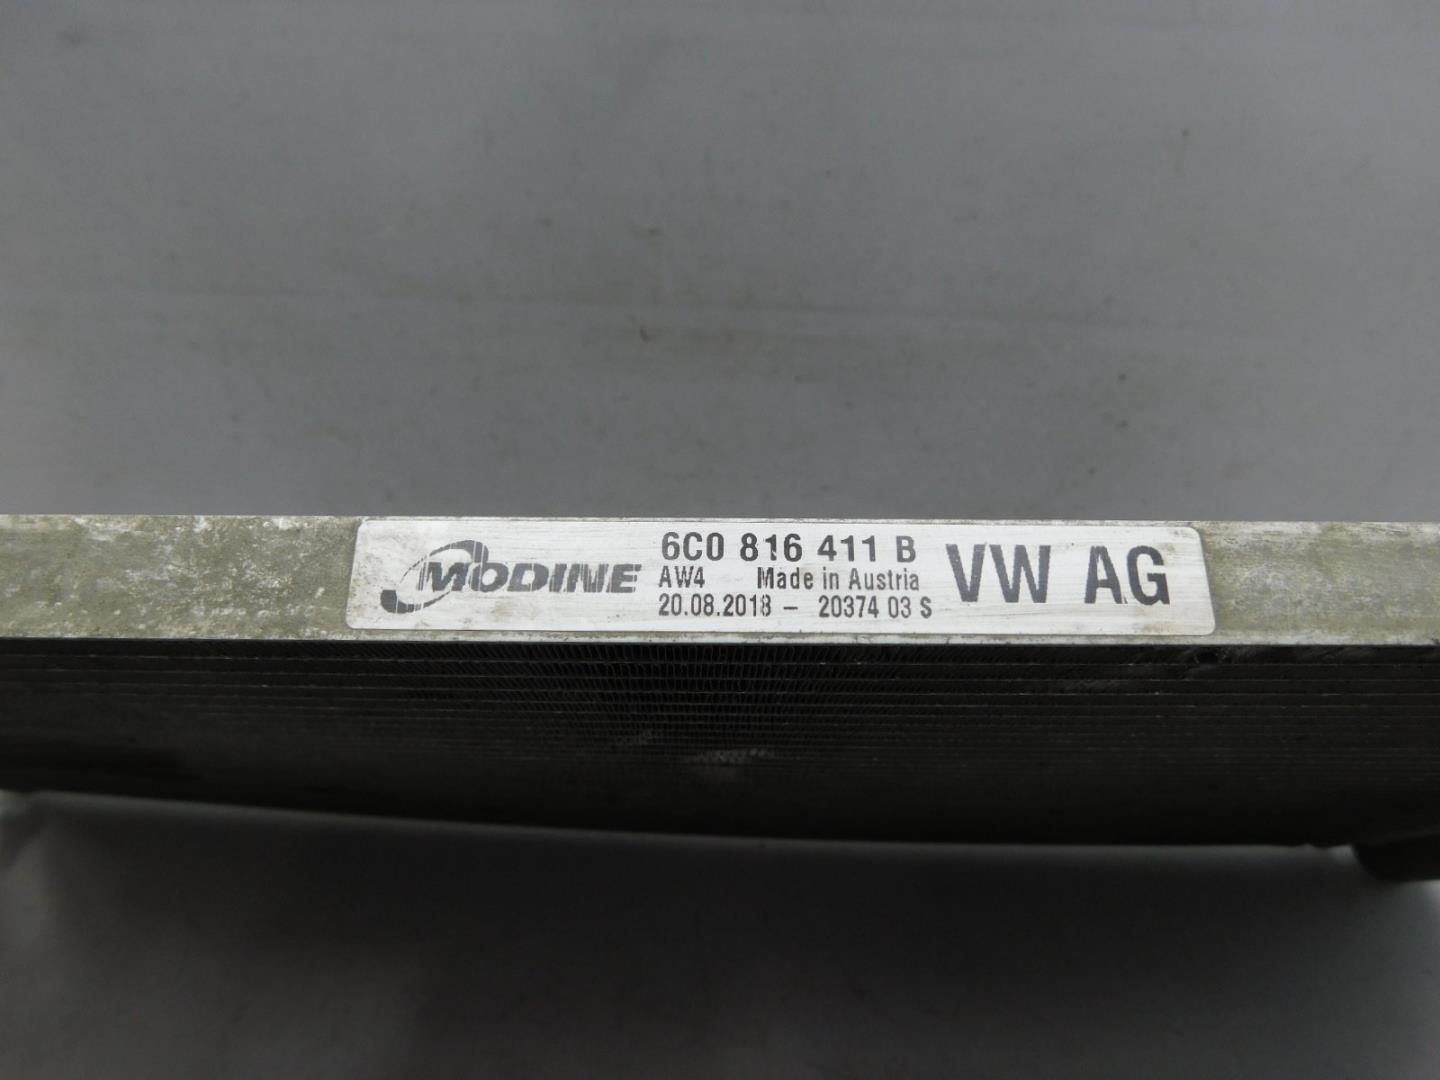 MODINE
6C0 816 411 B
AW4 Made in Austria
20.08.2018 - 20374 03 S
VW AG